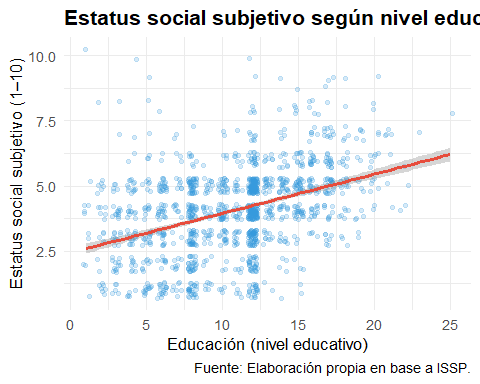 Estatus social subjetivo según nivel educ
Estatus social subjetivo (1–10)
10.0
7.5
5.0
2.5
0
5
10
15
20
25
Educación (nivel educativo)
Fuente: Elaboración propia en base a ISSP.